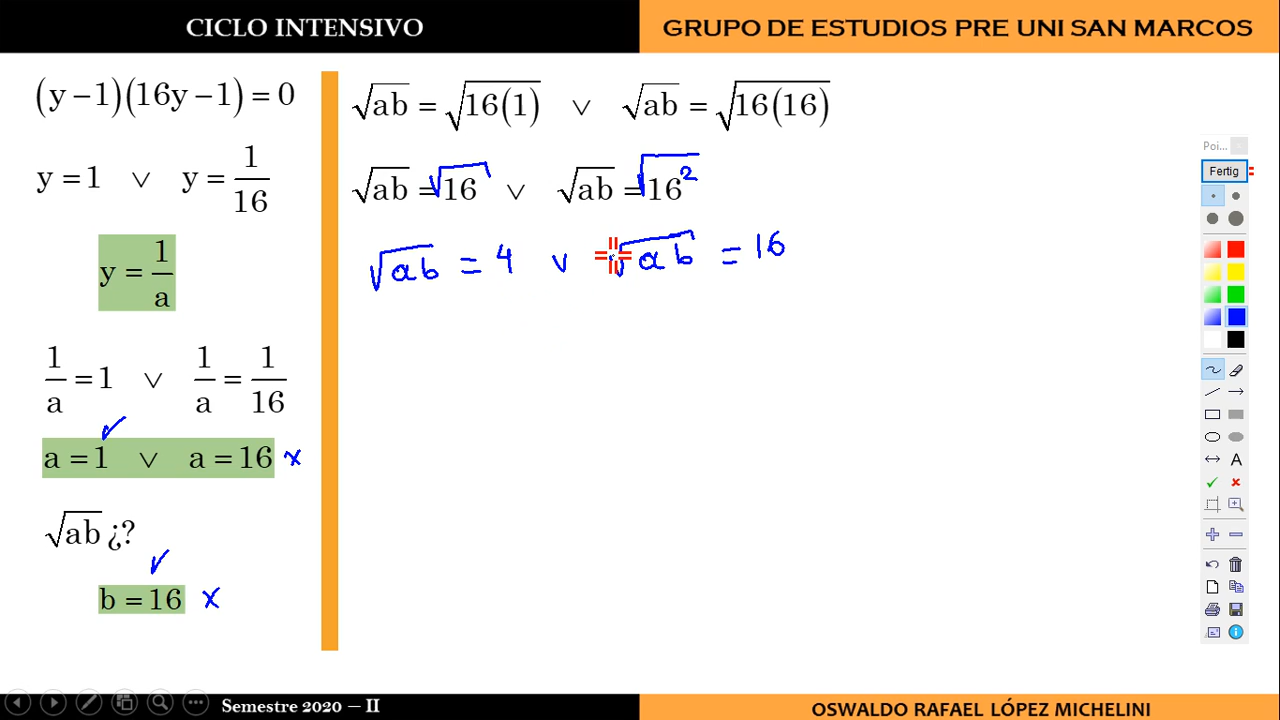 CICLO INTENSIVO
GRUPO DE ESTUDIOS PRE UNI SAN MARCOS
(y−1)(16y−1)=0
y=1 ∨ y=1/16
y=1/a
1/a=1 ∨ 1/a=1/16
a=1 ✓ ∨ a=16 x
√ab ¿?
b=16 ✓ x
√ab=√16(1) ∨ √ab=√16(16)
√ab=√16 ∨ √ab=√16²
√ab = 4 v √ab = 16
Poi...
Fertig
A
Semestre 2020 – II
OSWALDO RAFAEL LÓPEZ MICHELINI